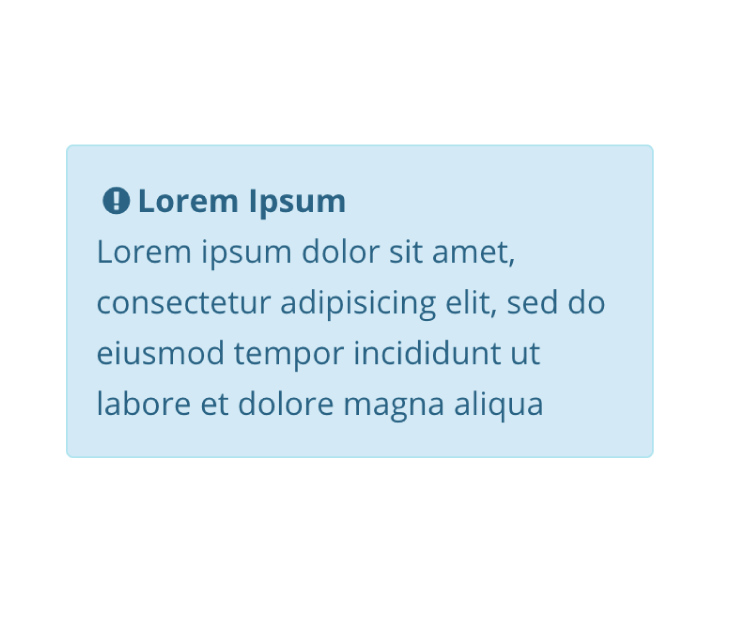 Lorem Ipsum
Lorem ipsum dolor sit amet,
consectetur adipisicing elit, sed do
eiusmod tempor incididunt ut
labore et dolore magna aliqua